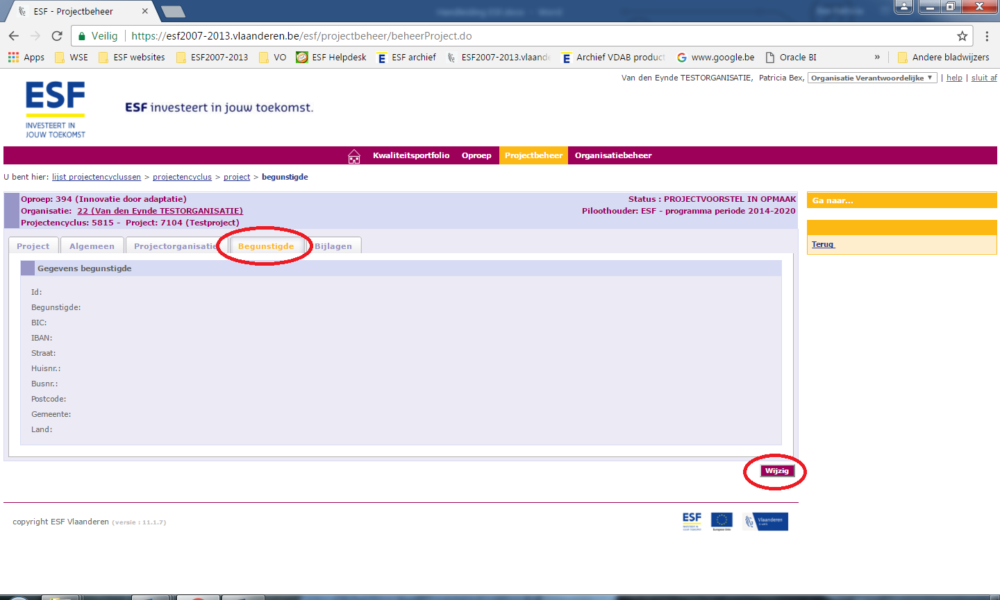 ESF - Projectbeheer
Veilig
https://esf2007-2013.vlaanderen.be/esf/projectbeheer/beheerProject.do
Apps WSE ESF websites ESF2007-2013 VO ESF Helpdesk ESF archief ESF2007-2013.vlaande Archief VDAB product www.google.be Oracle BI » Andere bladwijzers
Van den Eynde TESTORGANISATIE, Patricia Bex, Organisatie Verantwoordelijke | help | sluit af
ESF
INVESTEERT IN
JOUW TOEKOMST
ESF investeert in jouw toekomst.
Kwaliteitsportfolio Oproep Projectbeheer Organisatiebeheer
U bent hier: lijst projectencyclussen > projectencyclus > project > begunstigde
Oproep: 394 (Innovatie door adaptatie)
Status : PROJECTVOORSTEL IN OPMAAK
Organisatie: 22 (Van den Eynde TESTORGANISATIE)
Piloothouder: ESF - programma periode 2014-2020
Projectencyclus: 5815 - Project: 7104 (Testproject)
Ga naar...
Terug
Project Algemeen Projectorganisatie Begunstigde Bijlagen
Gegevens begunstigde
Id:
Begunstigde:
BIC:
IBAN:
Straat:
Huisnr.:
Busnr.:
Postcode:
Gemeente:
Land:
Wijzig
copyright ESF Vlaanderen (versie : 11.1.7)
ESF
Vlaanderen